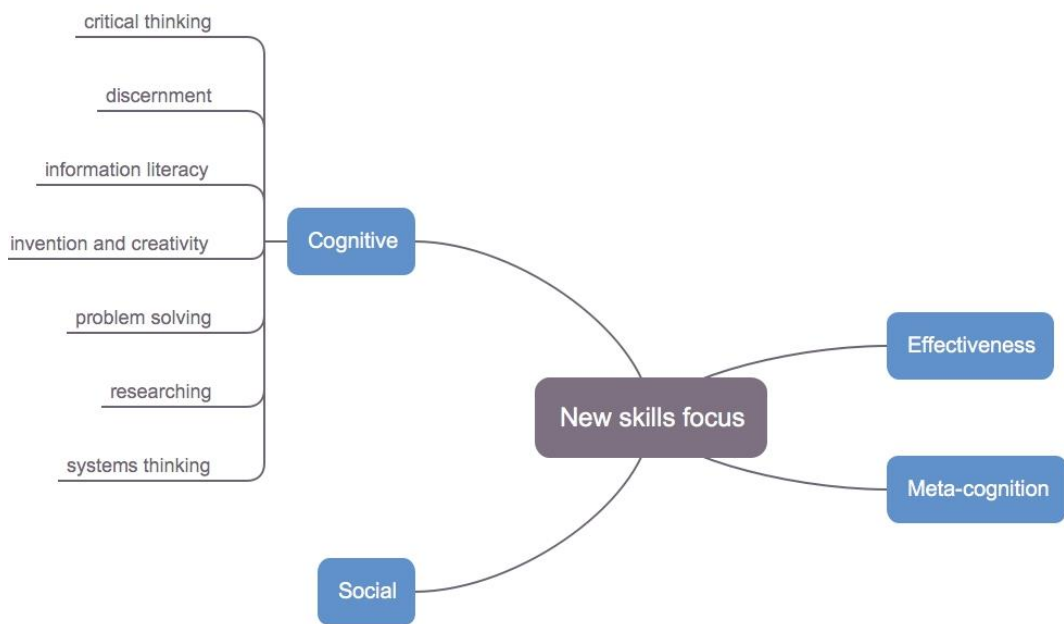 critical thinking
discernment
information literacy
invention and creativity
problem solving
researching
systems thinking
Cognitive
Social
New skills focus
Effectiveness
Meta-cognition